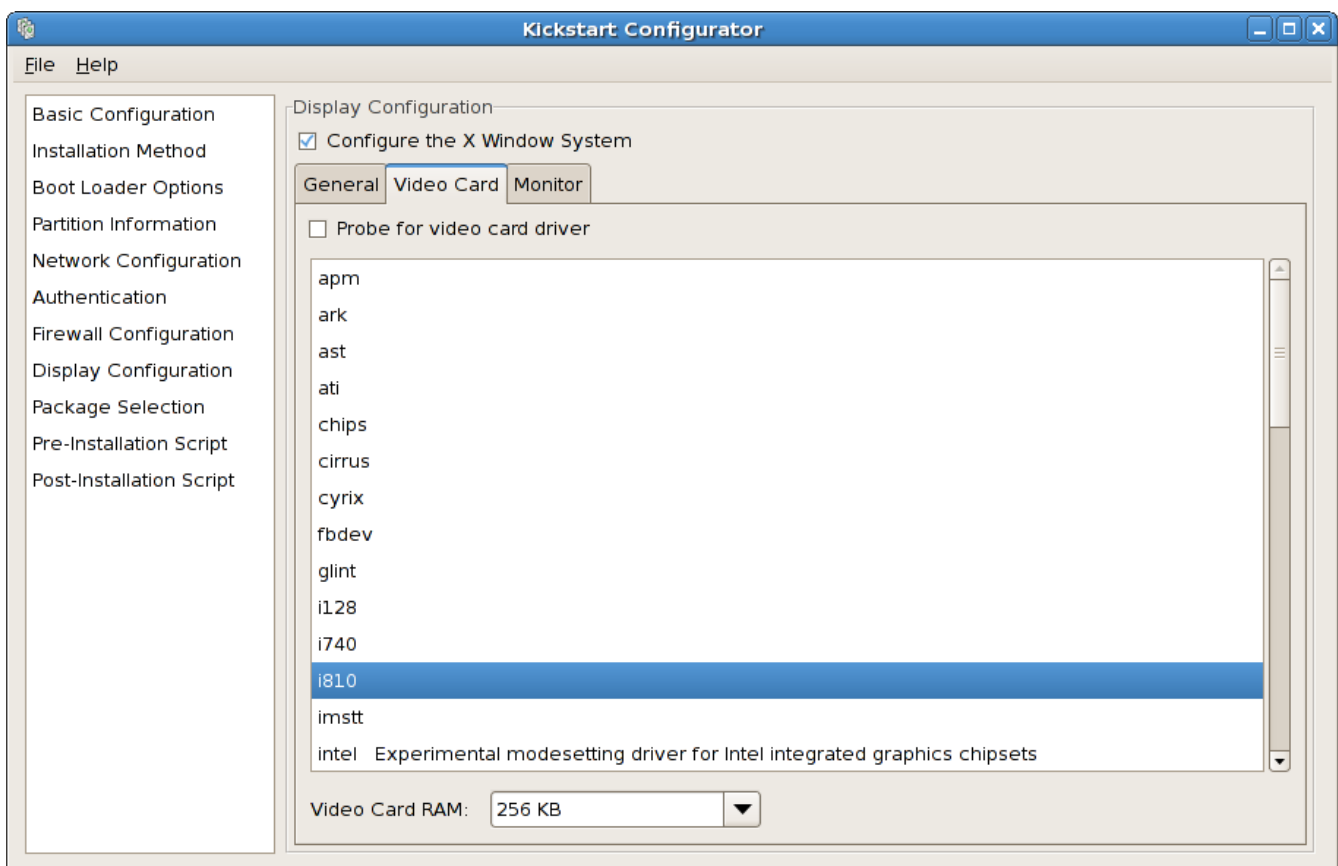 Kickstart Configurator
File Help
Basic Configuration
Installation Method
Boot Loader Options
Partition Information
Network Configuration
Authentication
Firewall Configuration
Display Configuration
Package Selection
Pre-Installation Script
Post-Installation Script
Display Configuration
Configure the X Window System
General Video Card Monitor
Probe for video card driver
apm
ark
ast
ati
chips
cirrus
cyrix
fbdev
glint
i128
i740
i810
imstt
intel Experimental modesetting driver for Intel integrated graphics chipsets
Video Card RAM: 256 KB